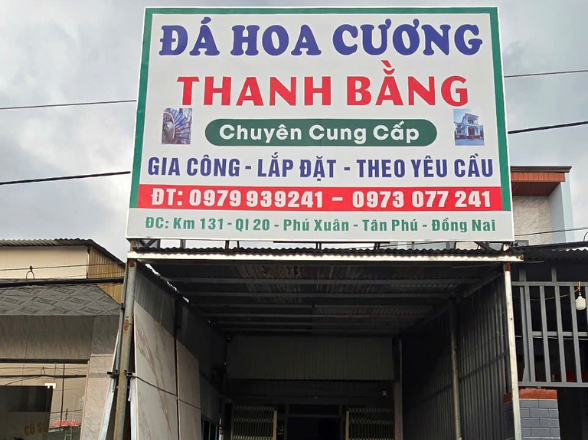 ĐÁ HOA CƯƠNG
THANH BẰNG
Chuyên Cung Cấp
GIA CÔNG - LẮP ĐẶT - THEO YÊU CẦU
ĐT: 0979 939241 - 0973 077 241
ĐC: Km 131 - Ql 20 - Phú Xuân - Tân Phú - Đồng Nai